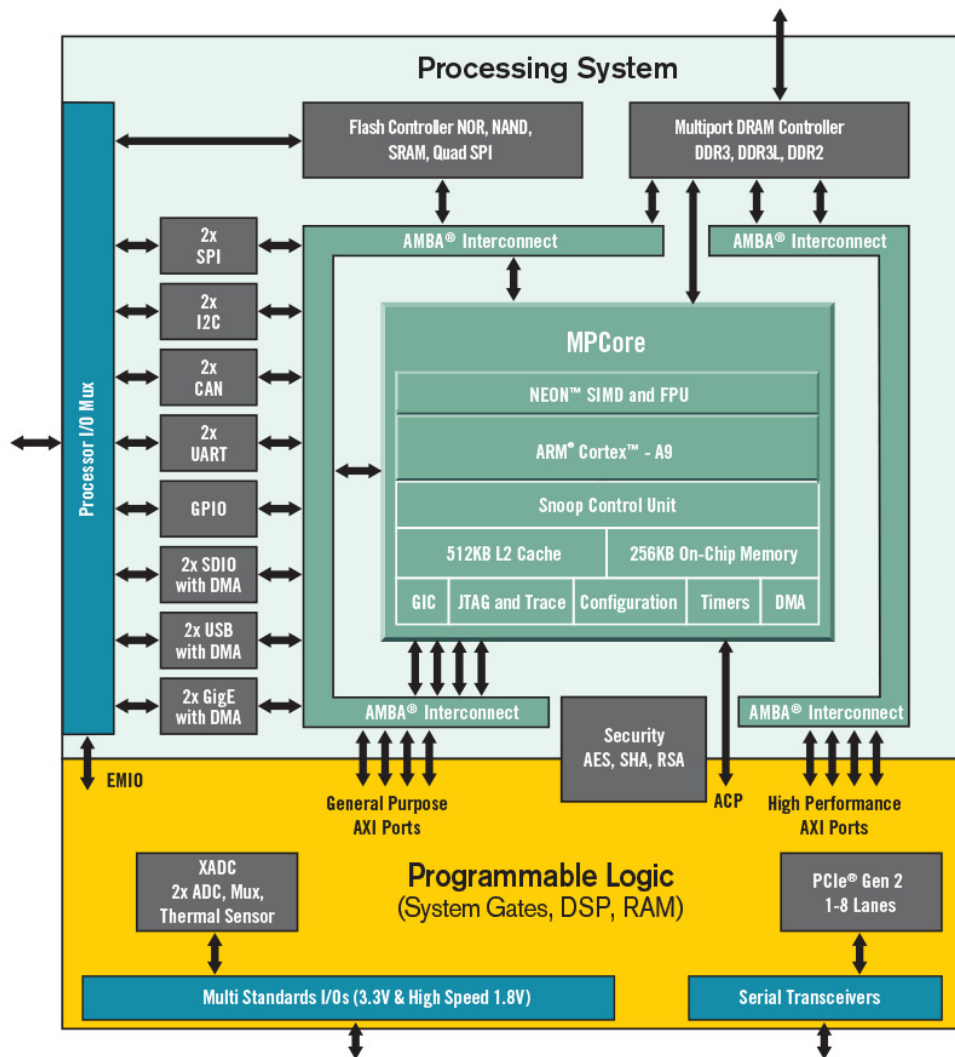 Processing System
Flash Controller NOR, NAND,
SRAM, Quad SPI
Multiport DRAM Controller
DDR3, DDR3L, DDR2
AMBA® Interconnect
AMBA® Interconnect
Processor I/O Mux
2x
SPI
2x
I2C
2x
CAN
2x
UART
GPIO
2x SDIO
with DMA
2x USB
with DMA
2x GigE
with DMA
MPCore
NEON™ SIMD and FPU
ARM® Cortex™ - A9
Snoop Control Unit
512KB L2 Cache
256KB On-Chip Memory
GIC
JTAG and Trace
Configuration
Timers
DMA
AMBA® Interconnect
AMBA® Interconnect
Security
AES, SHA, RSA
EMIO
General Purpose
AXI Ports
ACP
High Performance
AXI Ports
XADC
2x ADC, Mux,
Thermal Sensor
Programmable Logic
(System Gates, DSP, RAM)
PCIe® Gen 2
1-8 Lanes
Multi Standards I/Os (3.3V & High Speed 1.8V)
Serial Transceivers